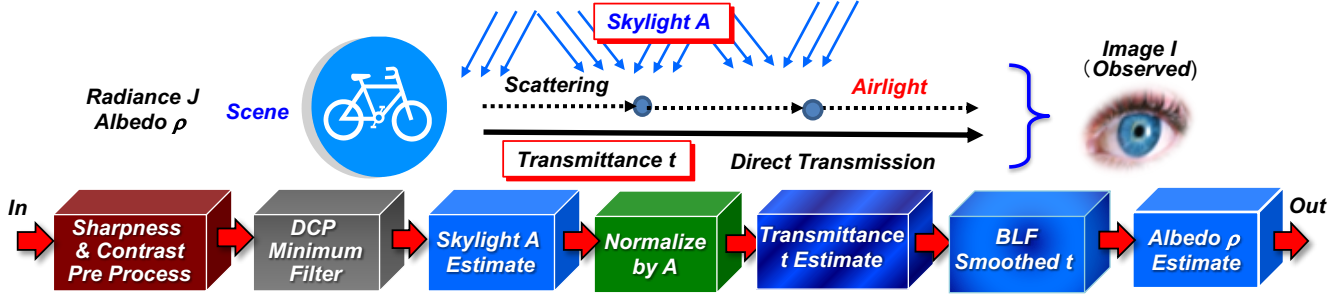 Skylight A
Image I
(Observed)
Scattering
Airlight
Radiance J
Albedo ρ
Scene
Transmittance t
Direct Transmission
In
Sharpness
& Contrast
Pre Process
DCP
Minimum
Filter
Skylight A
Estimate
Normalize
by A
Transmittance
t Estimate
BLF
Smoothed t
Albedo ρ
Estimate
Out